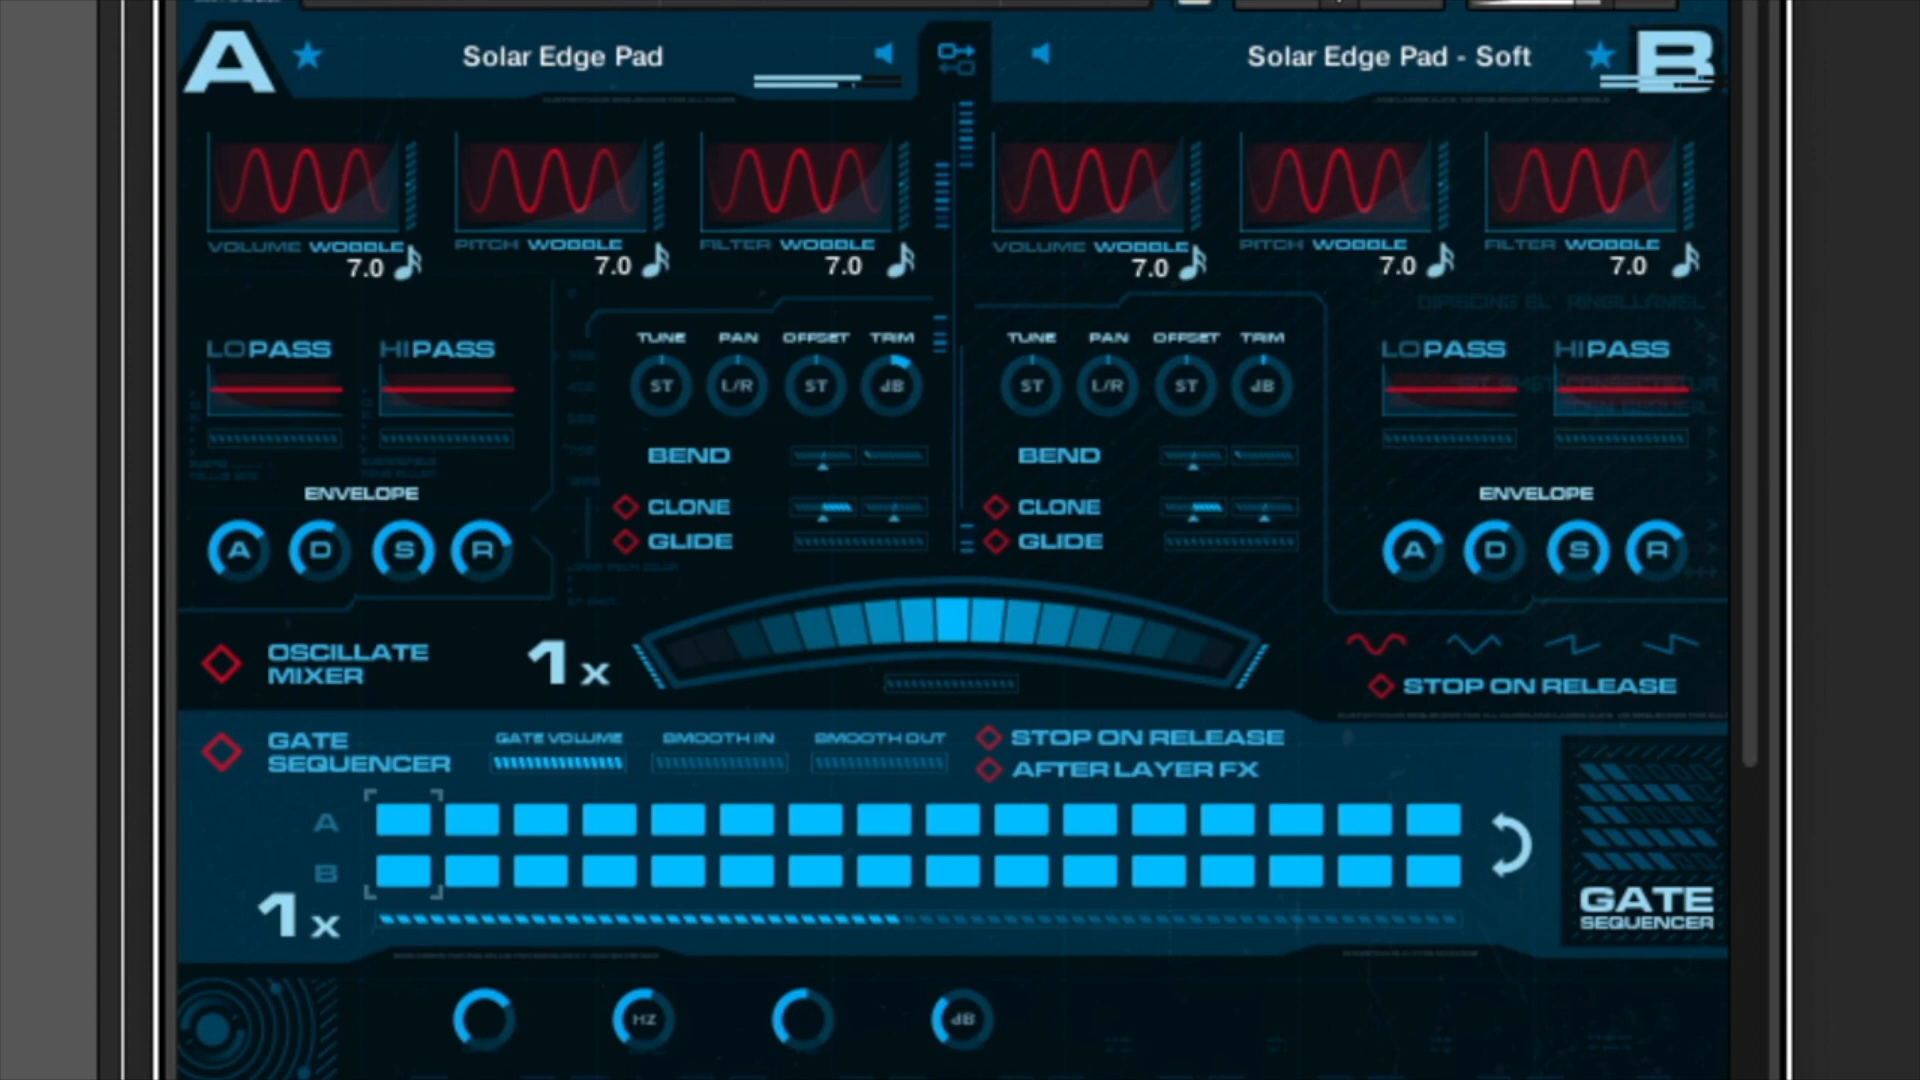 A
Solar Edge Pad
Solar Edge Pad - Soft
B
VOLUME WOBBLE
7.0
PITCH WOBBLE
7.0
FILTER WOBBLE
7.0
VOLUME WOBBLE
7.0
PITCH WOBBLE
7.0
FILTER WOBBLE
7.0
LOPASS
HIPASS
TUNE PAN OFFSET TRIM
ST L/R ST dB
TUNE PAN OFFSET TRIM
ST L/R ST dB
LOPASS
HIPASS
BEND
BEND
ENVELOPE
ENVELOPE
CLONE
CLONE
GLIDE
GLIDE
A D S R
A D S R
OSCILLATE
MIXER
1x
STOP ON RELEASE
GATE
SEQUENCER
GATE VOLUME
SMOOTH IN
SMOOTH OUT
STOP ON RELEASE
AFTER LAYER FX
A
B
1x
GATE
SEQUENCER
HZ
dB